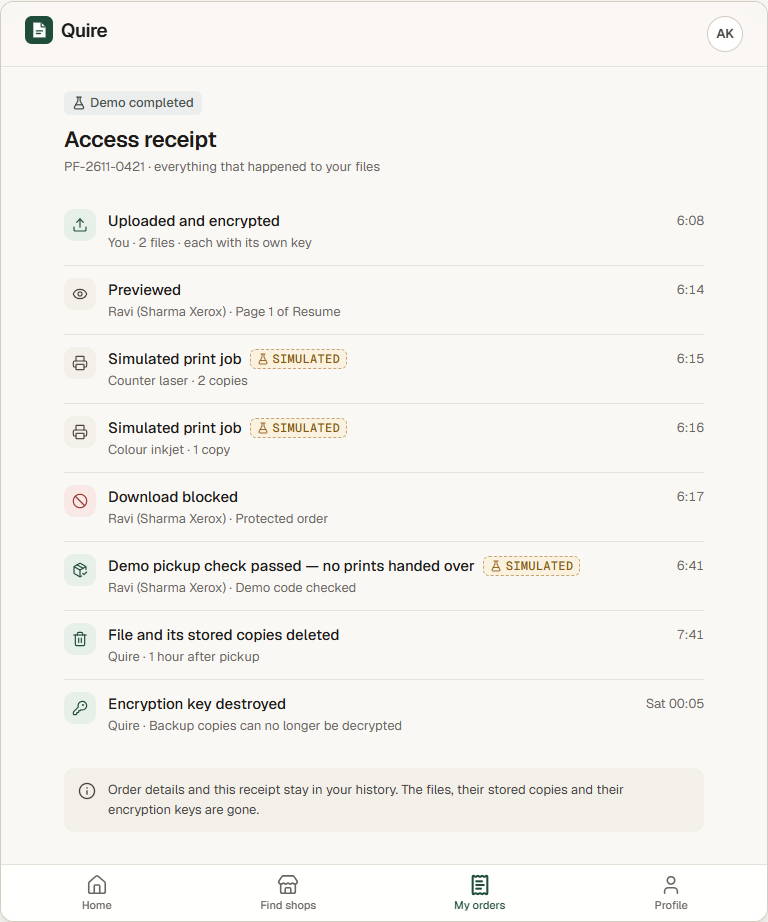 Quire
AK
Demo completed
Access receipt
PF-2611-0421 · everything that happened to your files
Uploaded and encrypted 6:08
You · 2 files · each with its own key
Previewed 6:14
Ravi (Sharma Xerox) · Page 1 of Resume
Simulated print job SIMULATED 6:15
Counter laser · 2 copies
Simulated print job SIMULATED 6:16
Colour inkjet · 1 copy
Download blocked 6:17
Ravi (Sharma Xerox) · Protected order
Demo pickup check passed — no prints handed over SIMULATED 6:41
Ravi (Sharma Xerox) · Demo code checked
File and its stored copies deleted 7:41
Quire · 1 hour after pickup
Encryption key destroyed Sat 00:05
Quire · Backup copies can no longer be decrypted
Order details and this receipt stay in your history. The files, their stored copies and their
encryption keys are gone.
Home Find shops My orders Profile